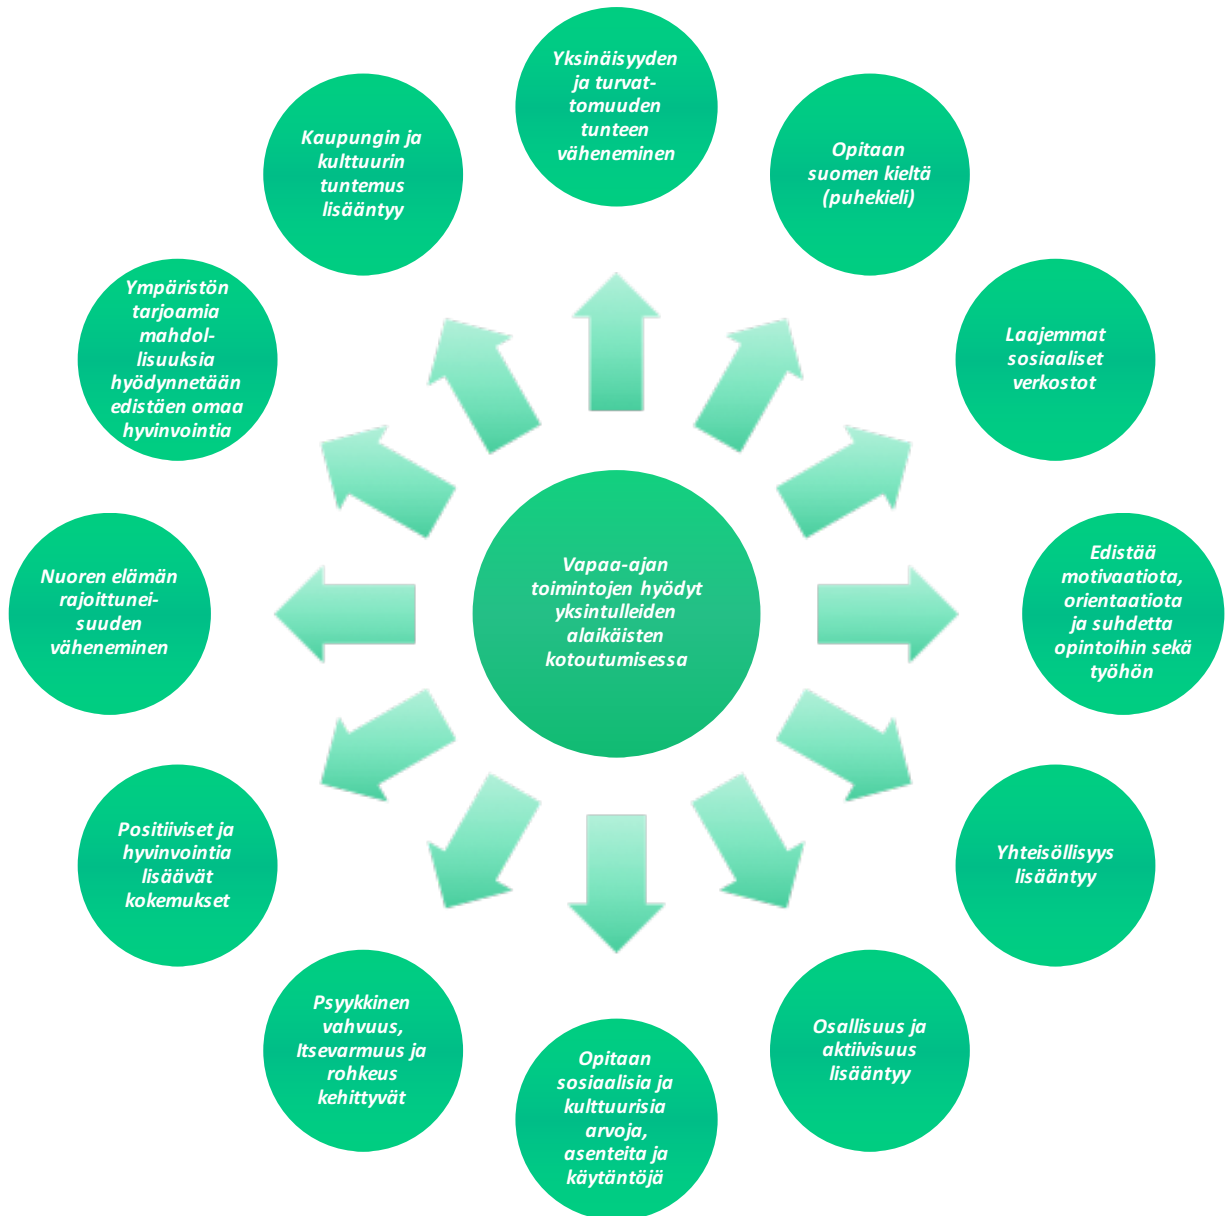 Yksinäisyyden
ja turvat-
tomuuden
tunteen
väheneminen
Opitaan
suomen kieltä
(puhekieli)
Laajemmat
sosiaaliset
verkostot
Edistää
motivaatiota,
orientaatiota
ja suhdetta
opintoihin sekä
työhön
Yhteisöllisyys
lisääntyy
Osallisuus ja
aktiivisuus
lisääntyy
Opitaan
sosiaalisia ja
kulttuurisia
arvoja,
asenteita ja
käytäntöjä
Psyykkinen
vahvuus,
Itsevarmuus ja
rohkeus
kehittyvät
Positiiviset ja
hyvinvointia
lisäävät
kokemukset
Nuoren elämän
rajoittunei-
suuden
väheneminen
Ympäristön
tarjoamia
mahdol-
lisuuksia
hyödynnetään
edistäen omaa
hyvinvointia
Kaupungin ja
kulttuurin
tuntemus
lisääntyy
Vapaa-ajan
toimintojen hyödyt
yksintulleiden
alaikäisten
kotoutumisessa